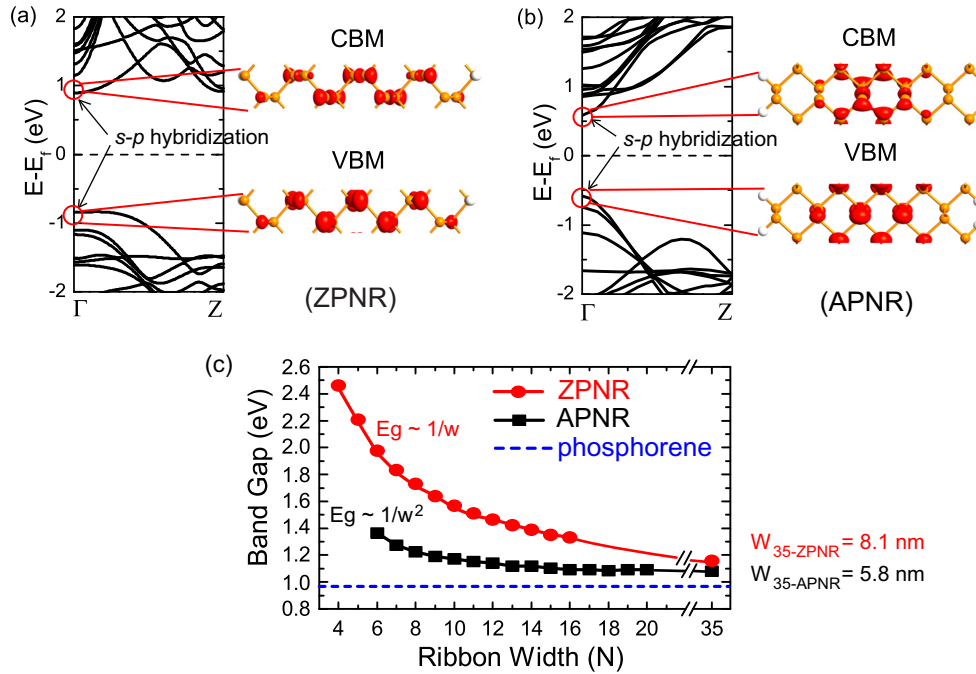 (a)
2
1
0
-1
-2
E-E_f (eV)
Γ
Z
s-p hybridization
CBM
VBM
(ZPNR)
(b)
2
1
0
-1
-2
E-E_f (eV)
Γ
Z
s-p hybridization
CBM
VBM
(APNR)
(c)
2.6
2.4
2.2
2.0
1.8
1.6
1.4
1.2
1.0
0.8
Band Gap (eV)
ZPNR
APNR
phosphorene
Eg ~ 1/w
Eg ~ 1/w²
4 6 8 10 12 14 16 18 20 35
Ribbon Width (N)
W_35-ZPNR = 8.1 nm
W_35-APNR = 5.8 nm